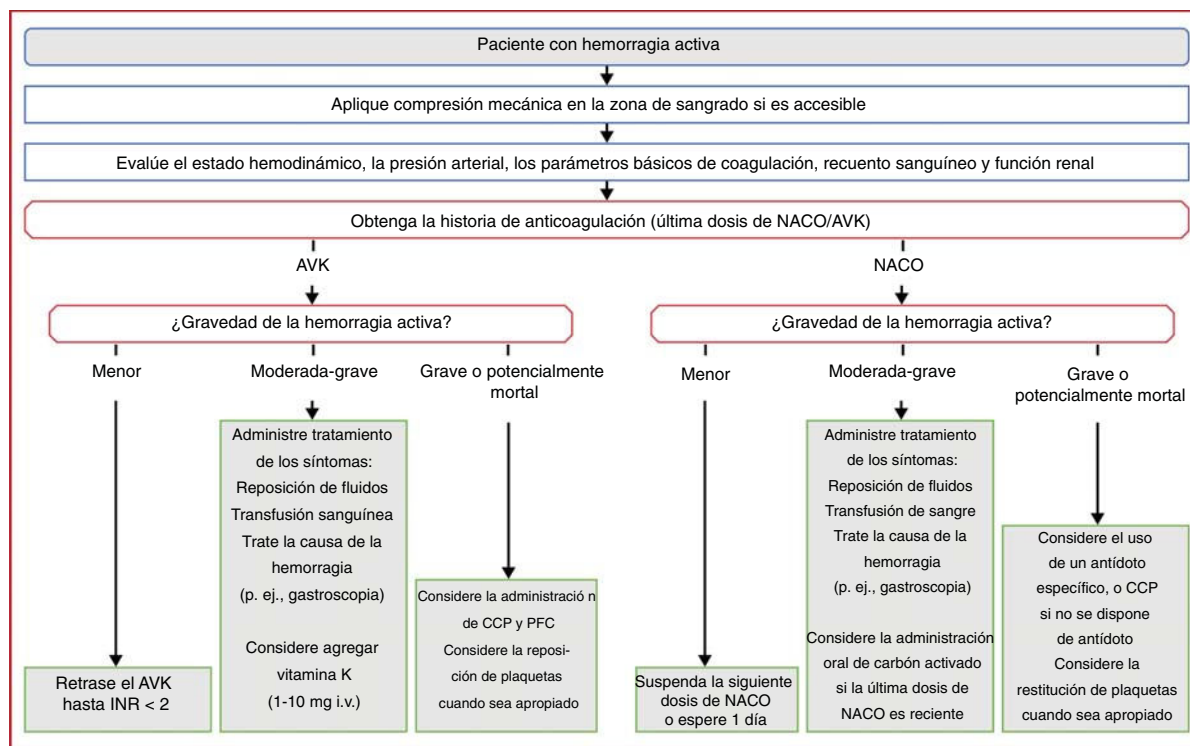 Paciente con hemorragia activa
Aplique compresión mecánica en la zona de sangrado si es accesible
Evalúe el estado hemodinámico, la presión arterial, los parámetros básicos de coagulación, recuento sanguíneo y función renal
Obtenga la historia de anticoagulación (última dosis de NACO/AVK)
AVK
¿Gravedad de la hemorragia activa?
Menor
Moderada-grave
Grave o potencialmente
mortal
Retrase el AVK
hasta INR < 2
Administre tratamiento
de los síntomas:
Reposición de fluidos
Transfusión sanguínea
Trate la causa de la
hemorragia
(p. ej., gastroscopia)
Considere agregar
vitamina K
(1-10 mg i.v.)
Considere la administració n
de CCP y PFC
Considere la reposi-
ción de plaquetas
cuando sea apropiado
NACO
¿Gravedad de la hemorragia activa?
Menor
Moderada-grave
Grave o
potencialmente mortal
Suspenda la siguiente
dosis de NACO
o espere 1 día
Administre tratamiento
de los síntomas:
Reposición de fluidos
Transfusión de sangre
Trate la causa de la
hemorragia
(p. ej., gastroscopia)
Considere la administración
oral de carbón activado
si la última dosis de
NACO es reciente
Considere el uso
de un antídoto
específico, o CCP
si no se dispone
de antídoto
Considere la
restitución de plaquetas
cuando sea apropiado